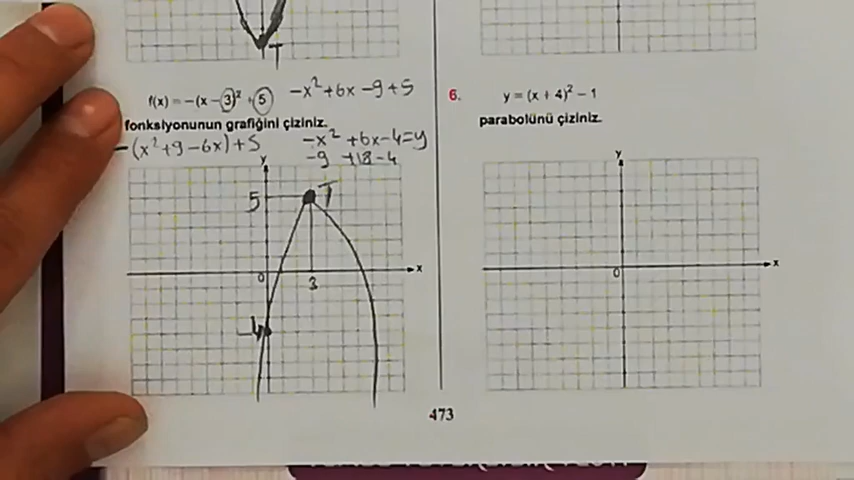 T
f(x) = −(x − 3)² + 5
−x² + 6x − 9 + 5
fonksiyonunun grafiğini çiziniz.
−(x² + 9 − 6x) + 5
−x² + 6x − 4 = y
−9 +18 − 4
y
5
T
0
3
x
−4
6. y = (x + 4)² − 1
parabolünü çiziniz.
y
0
x
473